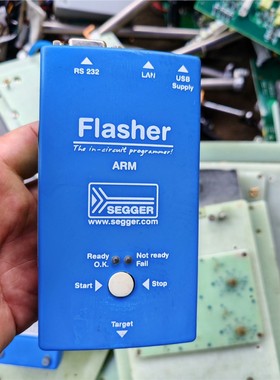 RS 232
LAN
USB
Supply
Flasher
The in-circuit programmer!
ARM
SEGGER
www.segger.com
Ready Not ready
O.K. Fail
Start Stop
Target